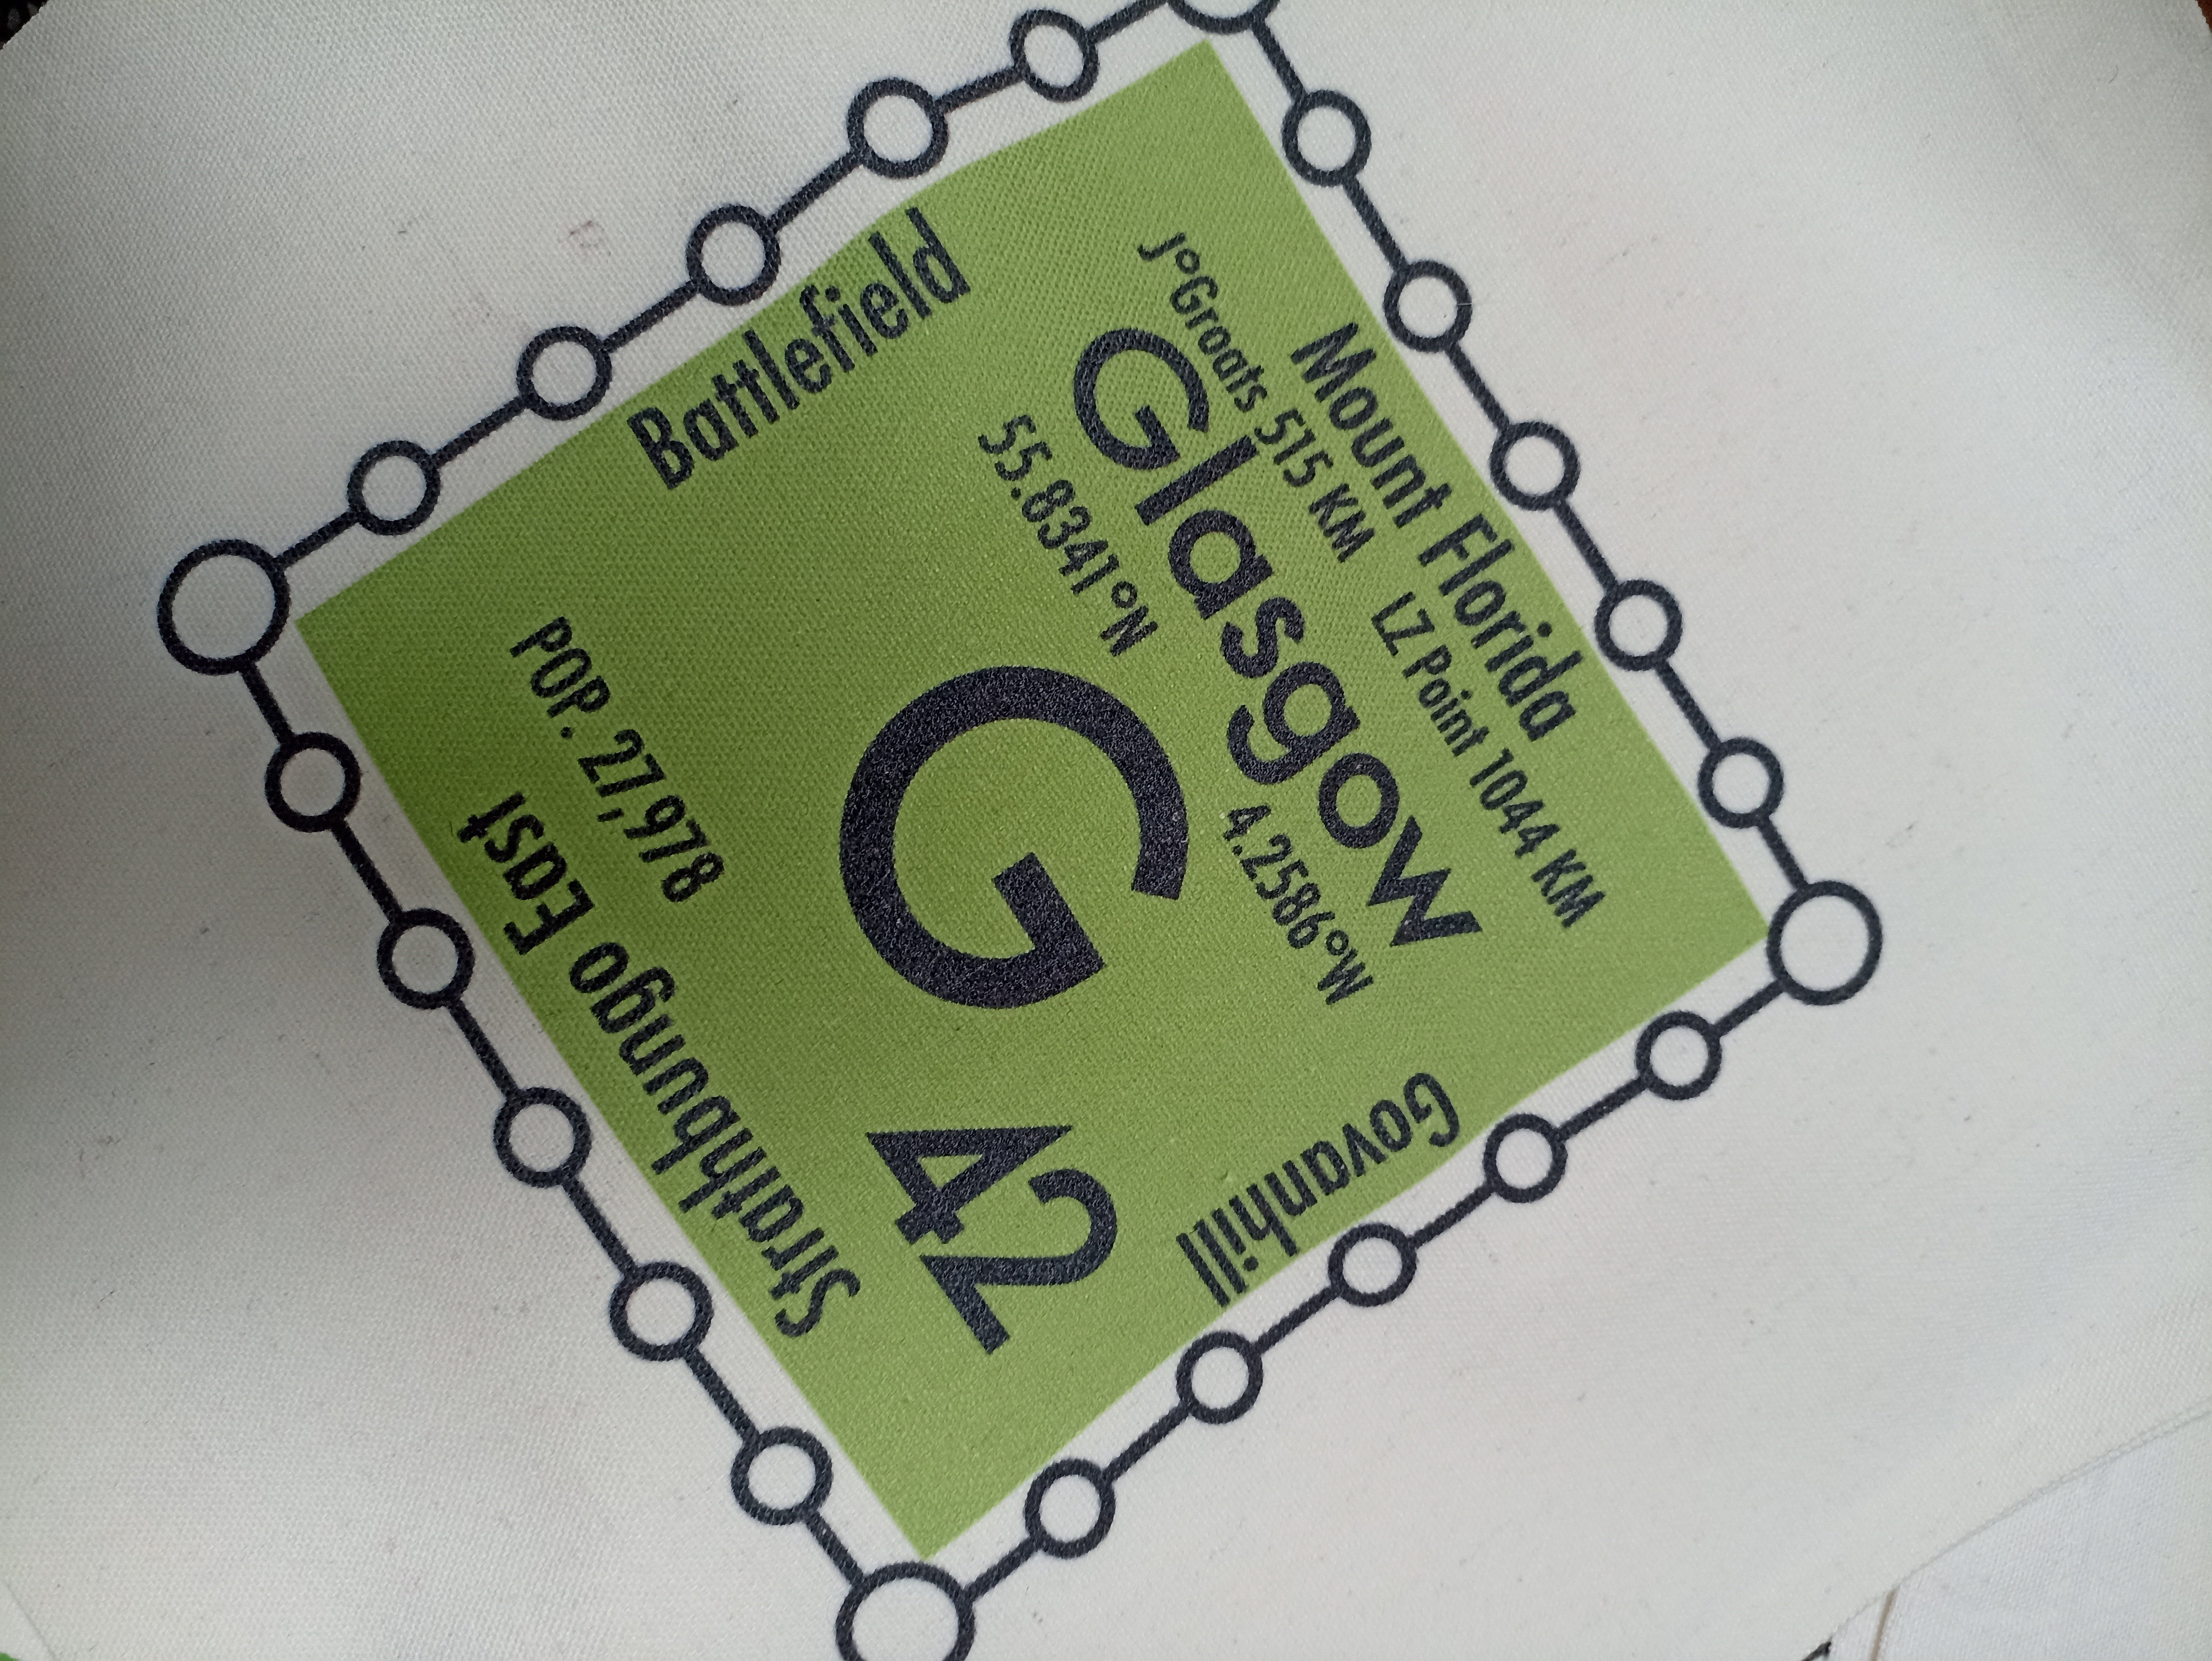 Mount Florida
J°Groats 515 KM LZ Point 1044 KM
Glasgow
55.8341°N 4.2586°W
Battlefield
G
Govanhill
42
POP. 27,978
Strathbungo East